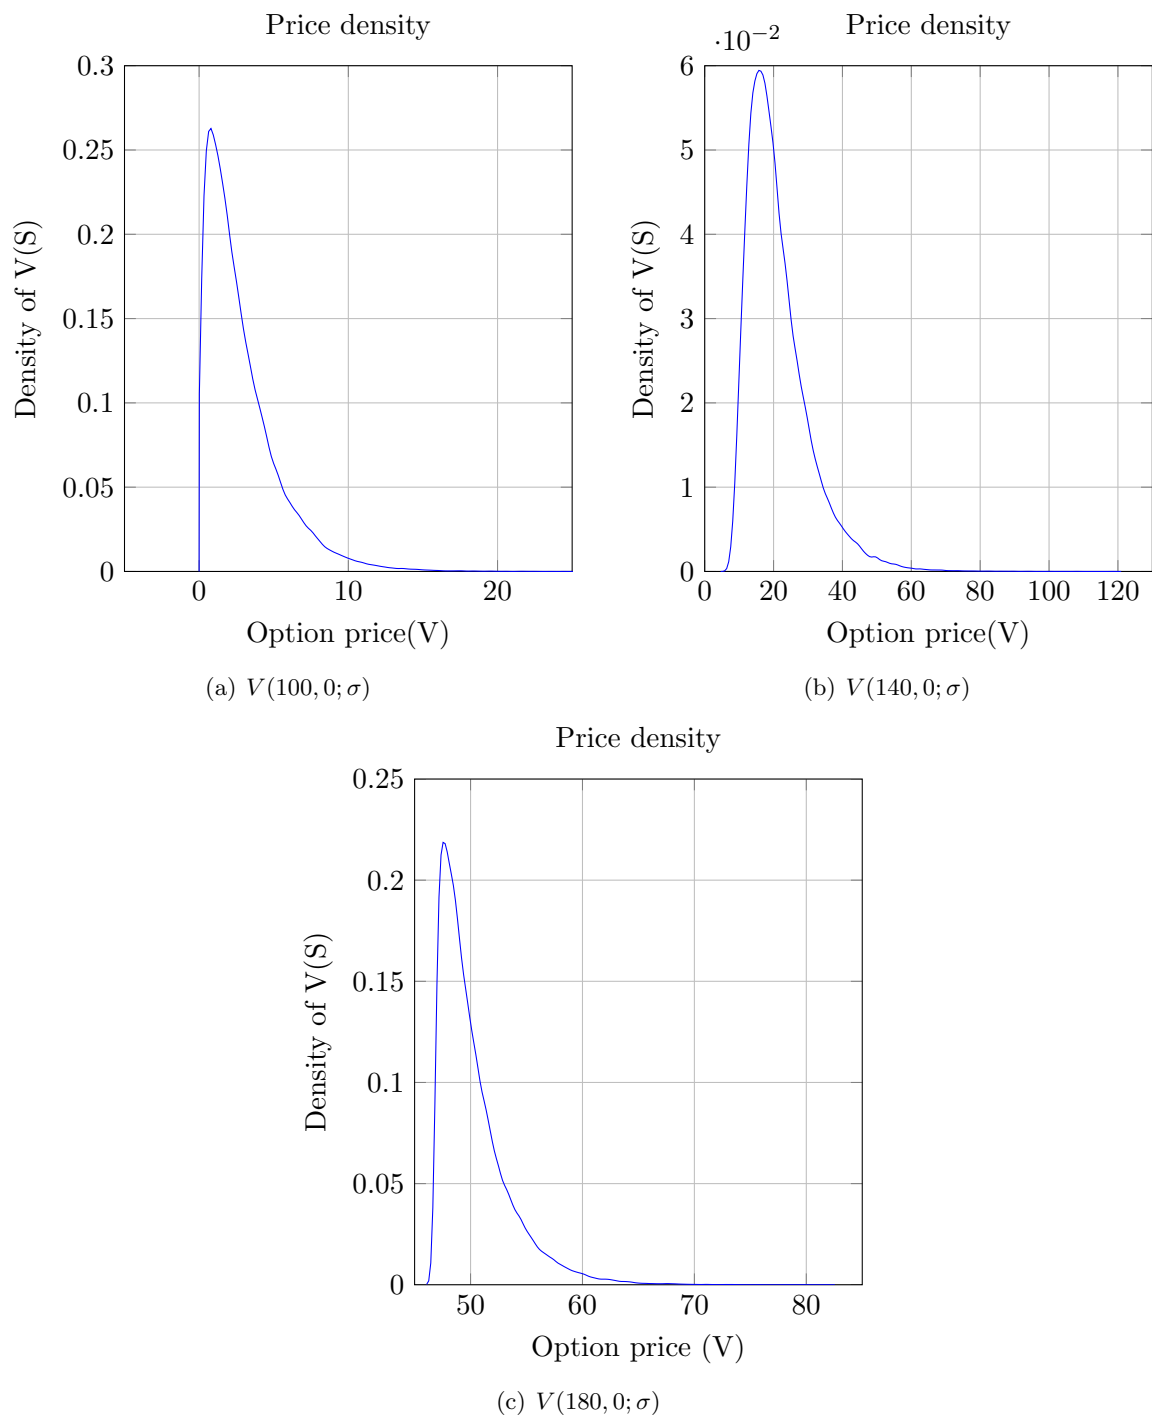 Price density
0.3
0.25
0.2
0.15
0.1
0.05
0
Density of V(S)
0 10 20
Option price(V)
(a) V(100, 0; σ)
Price density
·10⁻²
6
5
4
3
2
1
0
Density of V(S)
0 20 40 60 80 100 120
Option price(V)
(b) V(140, 0; σ)
Price density
0.25
0.2
0.15
0.1
0.05
0
Density of V(S)
50 60 70 80
Option price (V)
(c) V(180, 0; σ)